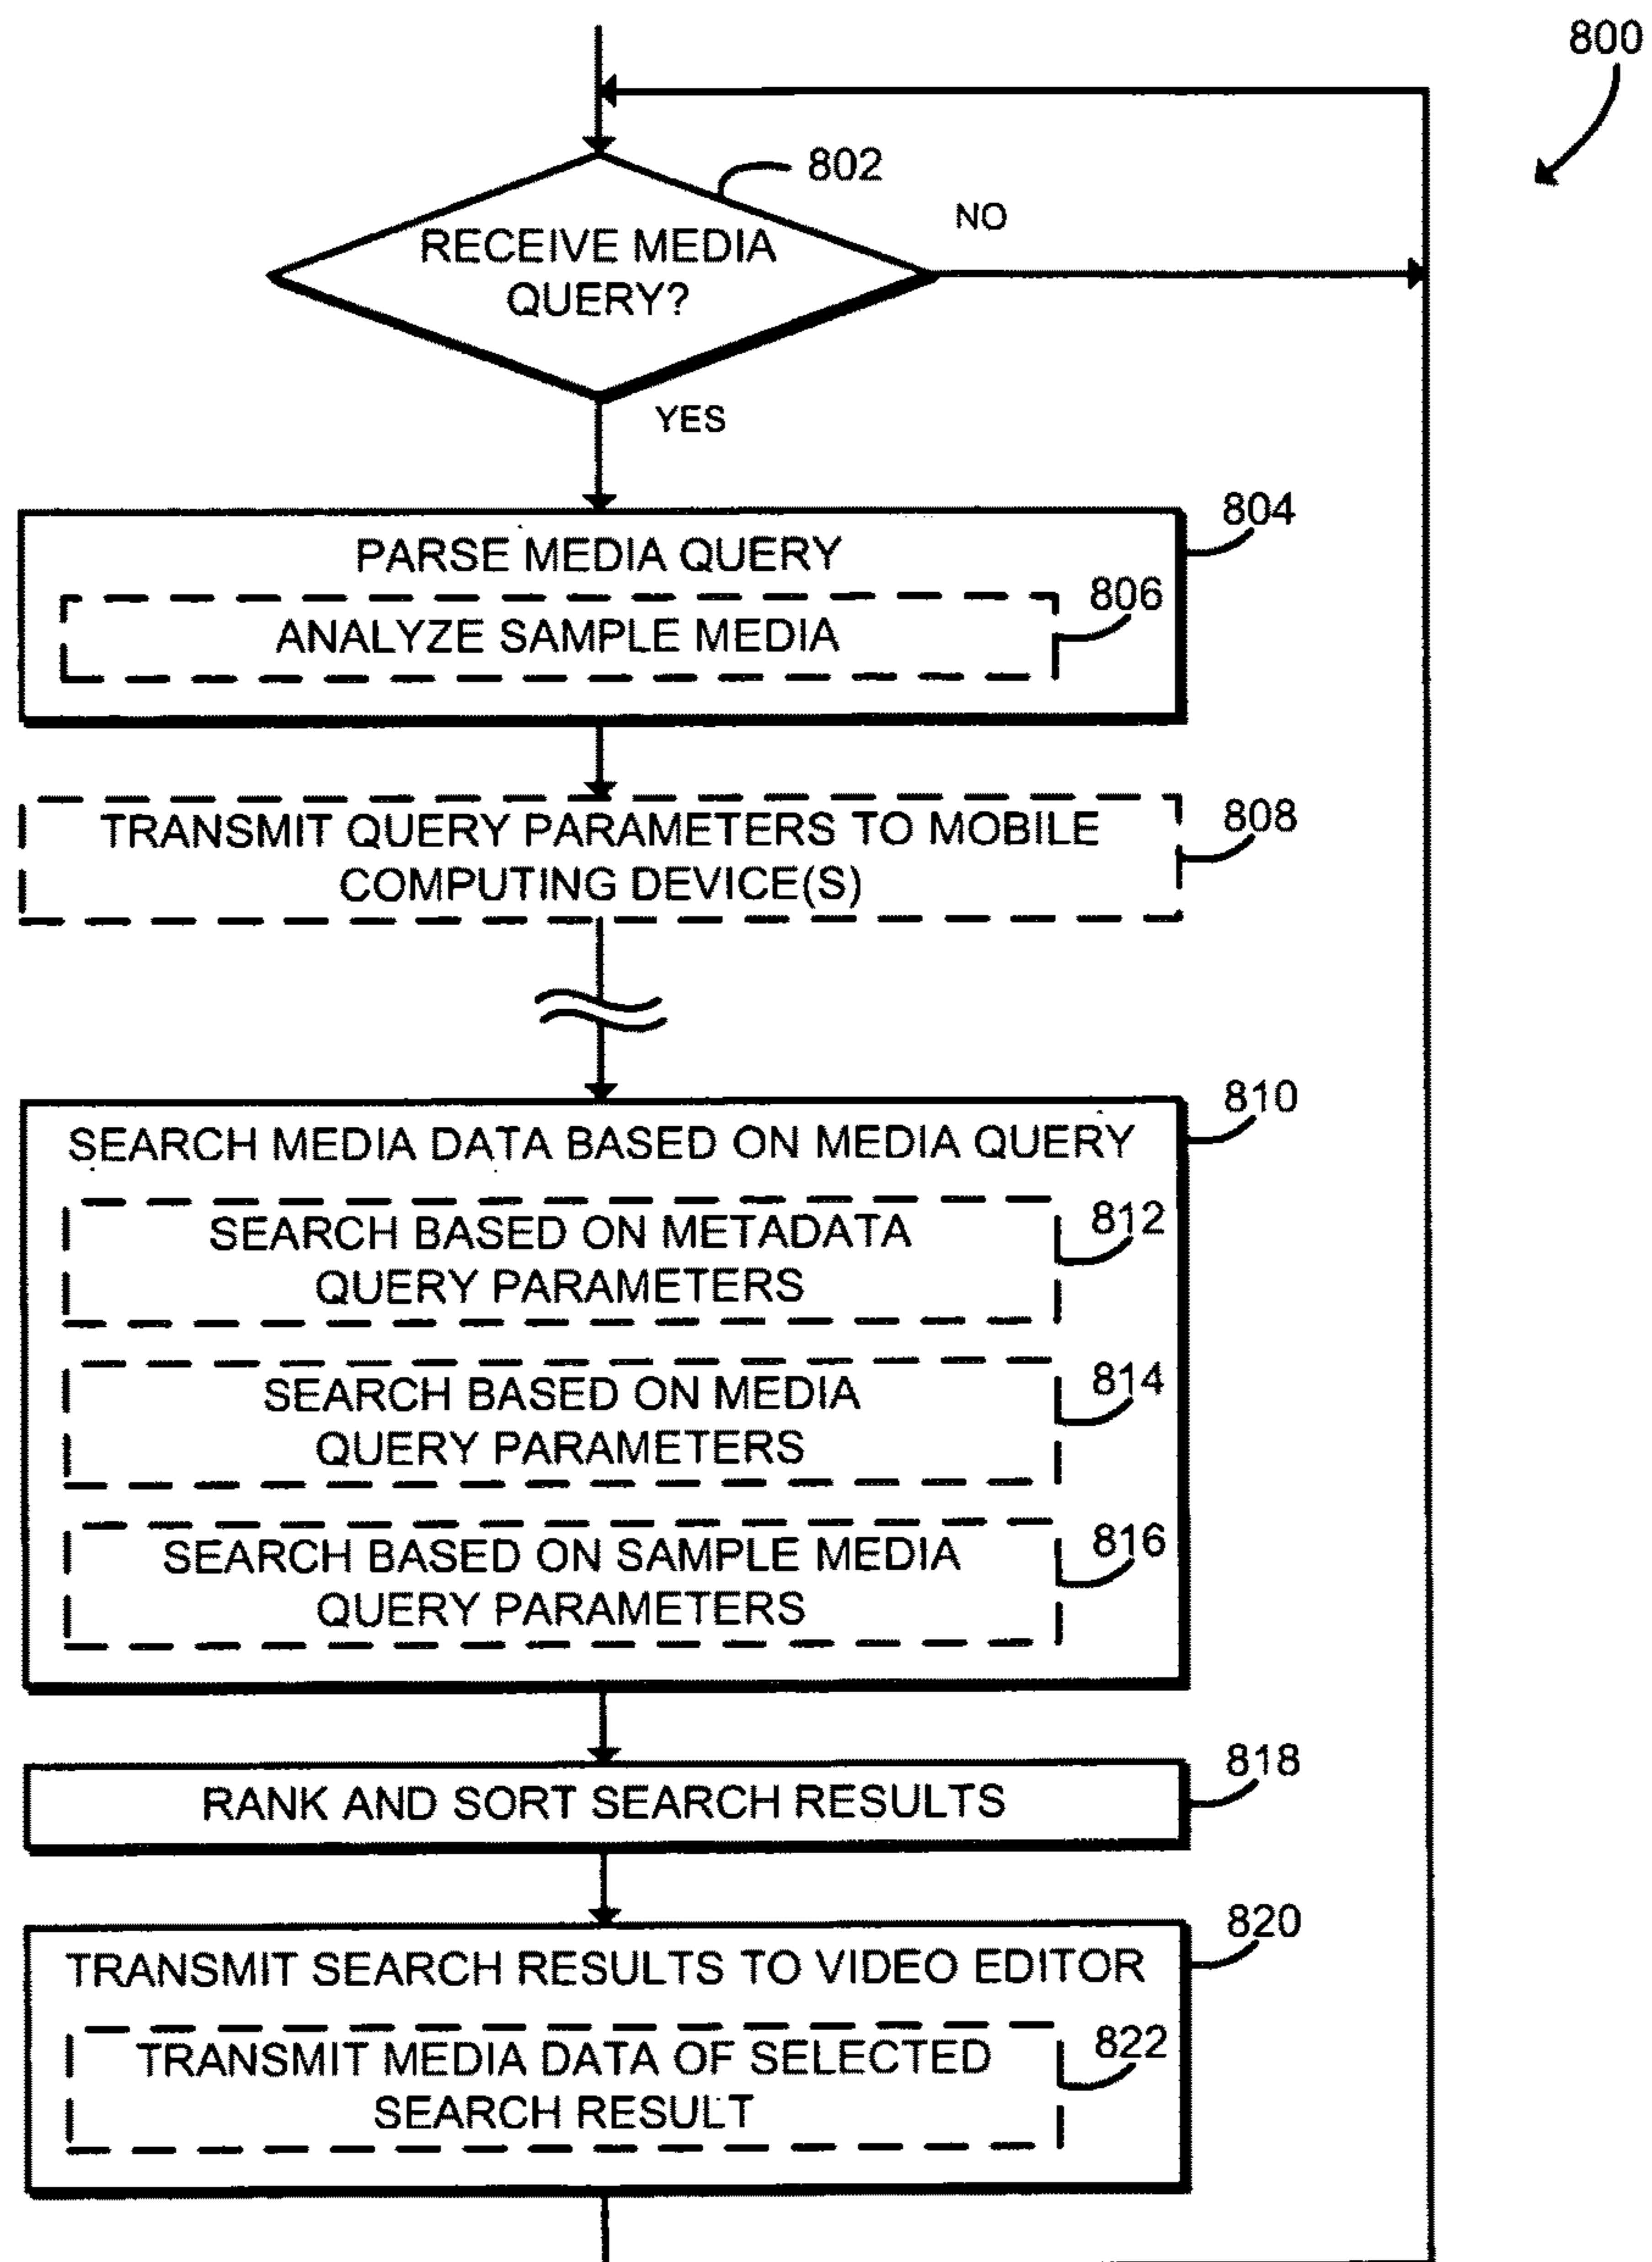 800
802
RECEIVE MEDIA
QUERY?
NO
YES
804
PARSE MEDIA QUERY
806
ANALYZE SAMPLE MEDIA
808
TRANSMIT QUERY PARAMETERS TO MOBILE
COMPUTING DEVICE(S)
810
SEARCH MEDIA DATA BASED ON MEDIA QUERY
812
SEARCH BASED ON METADATA
QUERY PARAMETERS
814
SEARCH BASED ON MEDIA
QUERY PARAMETERS
816
SEARCH BASED ON SAMPLE MEDIA
QUERY PARAMETERS
818
RANK AND SORT SEARCH RESULTS
820
TRANSMIT SEARCH RESULTS TO VIDEO EDITOR
822
TRANSMIT MEDIA DATA OF SELECTED
SEARCH RESULT